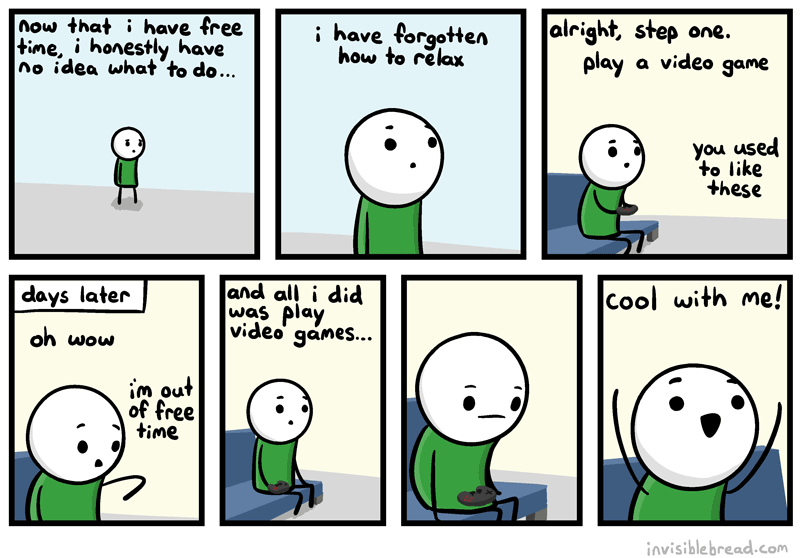 now that i have free
time, i honestly have
no idea what to do...
i have forgotten
how to relax
alright, step one.
play a video game
you used
to like
these
days later
oh wow
im out
of free
time
and all i did
was play
video games...
cool with me!
invisiblebread.com